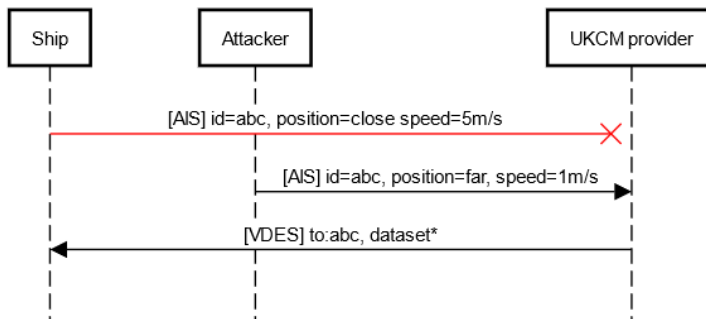 Ship
Attacker
UKCM provider
[AIS] id=abc, position=close speed=5m/s
[AIS] id=abc, position=far, speed=1m/s
[VDES] to:abc, dataset*